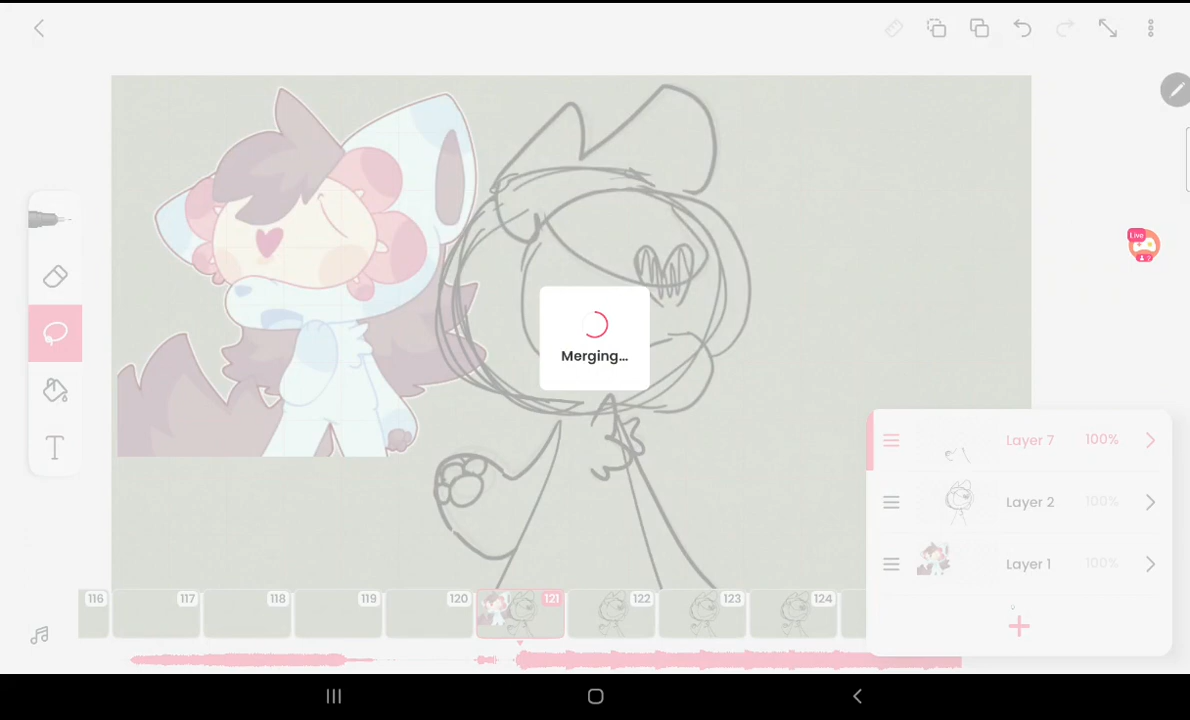 Live
2
T
Merging...
Layer 7 100%
Layer 2 100%
Layer 1 100%
116 117 118 119 120 121 122 123 124